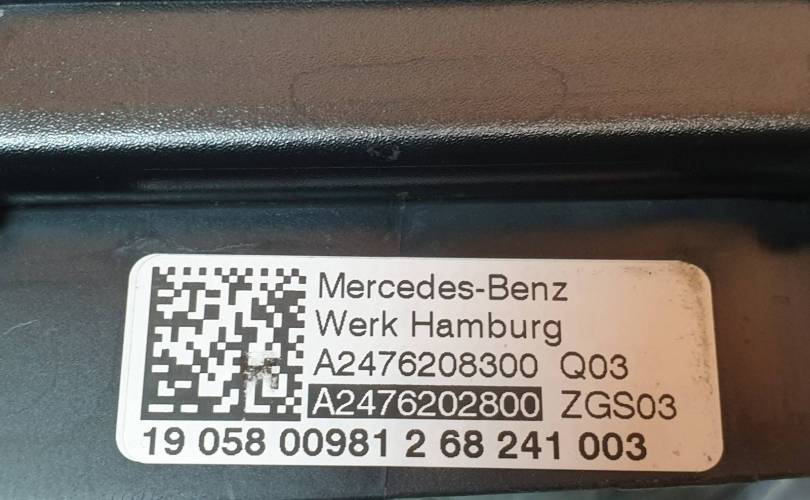 Mercedes-Benz
Werk Hamburg
A2476208300 Q03
A2476202800 ZGS03
19 058 00981 2 68 241 003